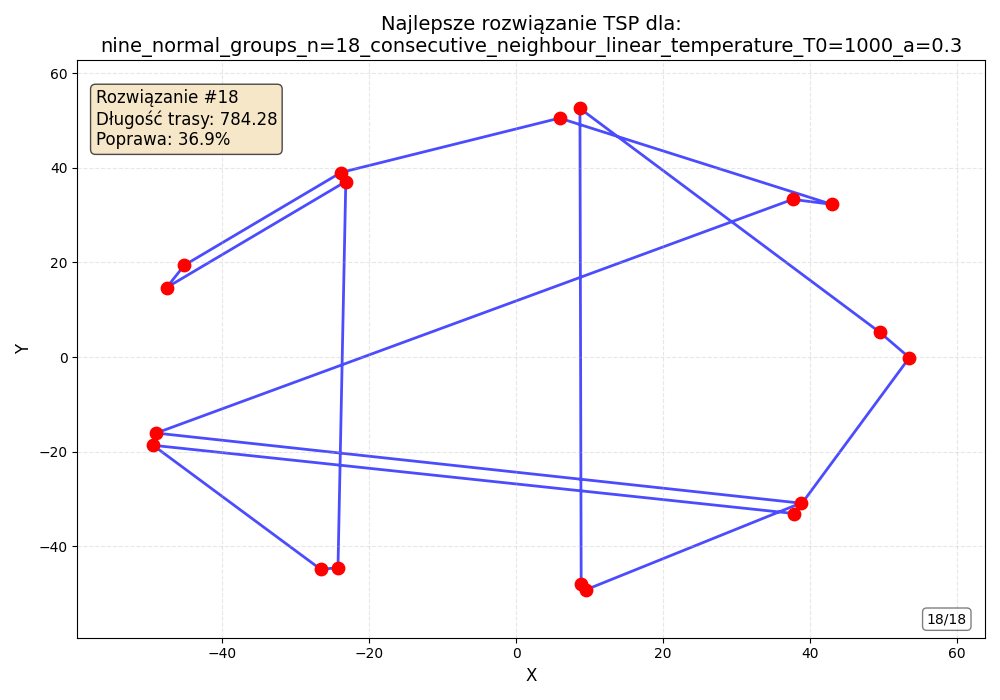 Najlepsze rozwiązanie TSP dla:
nine_normal_groups_n=18_consecutive_neighbour_linear_temperature_T0=1000_a=0.3
Rozwiązanie #18
Długość trasy: 784.28
Poprawa: 36.9%
60
40
20
0
−20
−40
Y
18/18
−40
−20
0
20
40
60
X